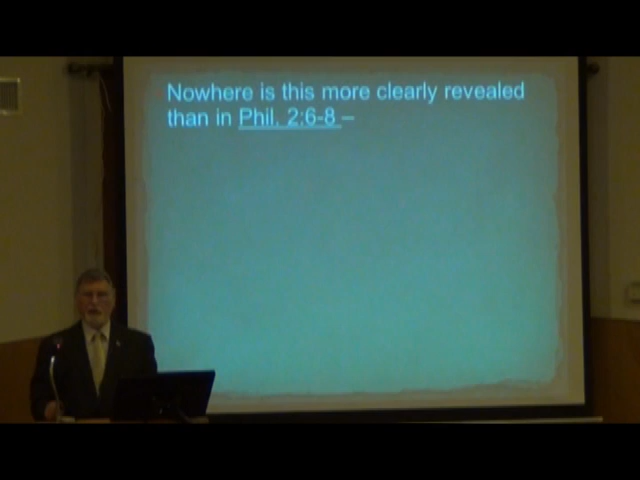 Nowhere is this more clearly revealed
than in Phil. 2:6-8 –